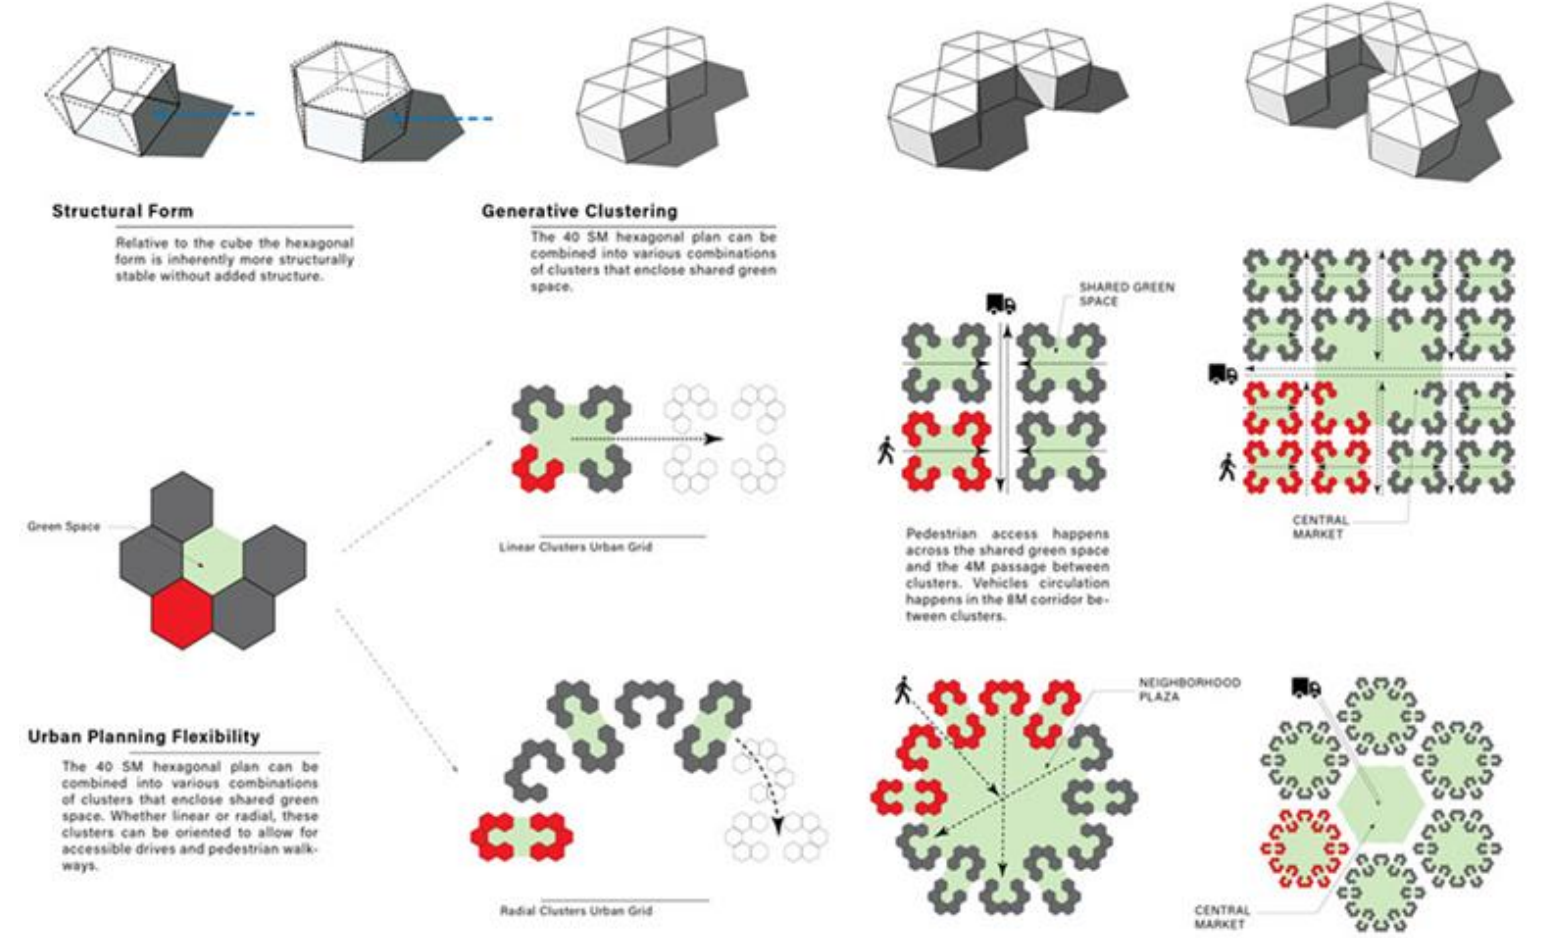 Structural Form
Relative to the cube the hexagonal
form is inherently more structurally
stable without added structure.
Generative Clustering
The 40 SM hexagonal plan can be
combined into various combinations
of clusters that enclose shared green
space.
SHARED GREEN
SPACE
Green Space
Linear Clusters Urban Grid
Pedestrian access happens
across the shared green space
and the 4M passage between
clusters. Vehicles circulation
happens in the 8M corridor be-
tween clusters.
CENTRAL
MARKET
Urban Planning Flexibility
The 40 SM hexagonal plan can be
combined into various combinations
of clusters that enclose shared green
space. Whether linear or radial, these
clusters can be oriented to allow for
accessible drives and pedestrian walk-
ways.
Radial Clusters Urban Grid
NEIGHBORHOOD
PLAZA
CENTRAL
MARKET